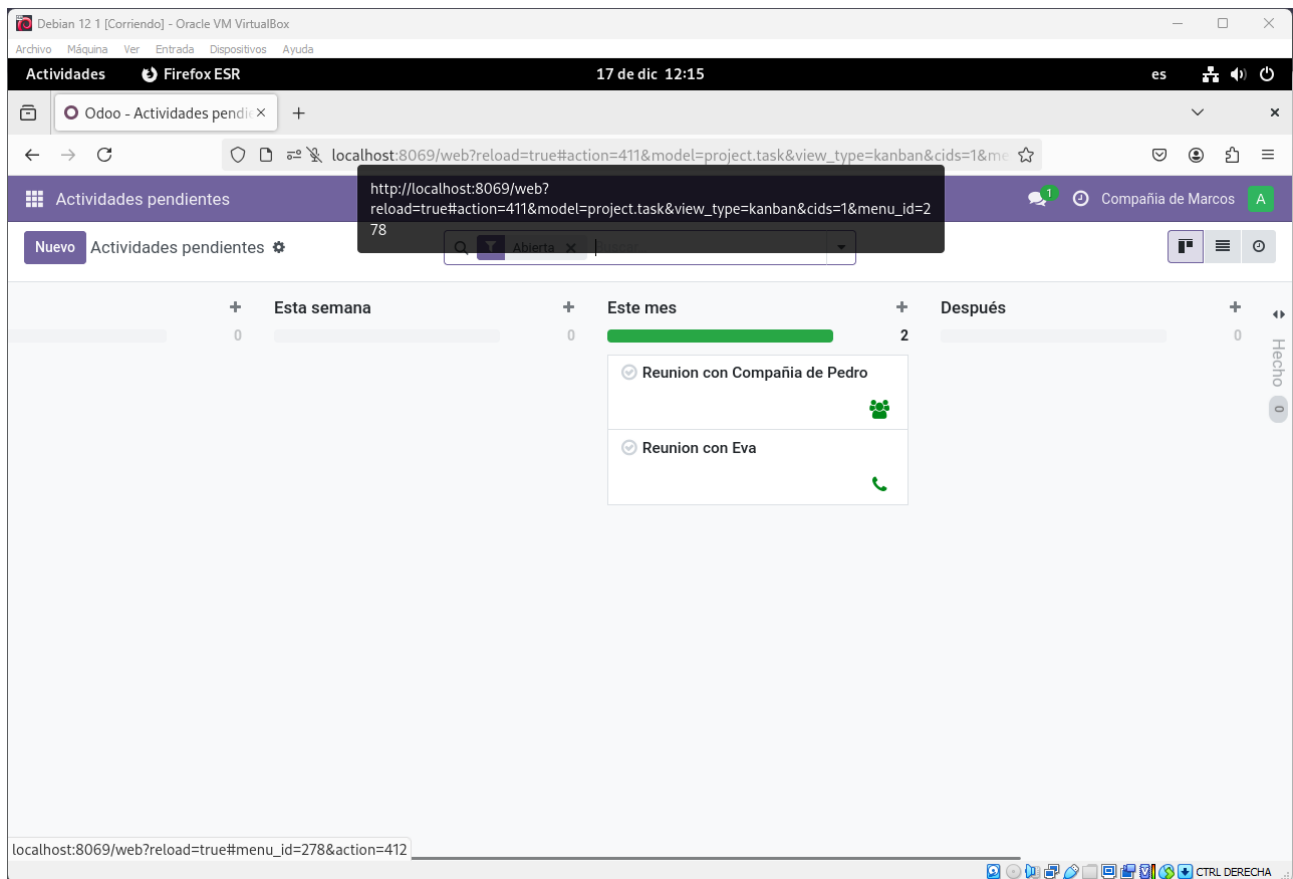 Debian 12 1 [Corriendo] - Oracle VM VirtualBox
Archivo Máquina Ver Entrada Dispositivos Ayuda
Actividades Firefox ESR 17 de dic 12:15 es
Odoo - Actividades pendie
localhost:8069/web?reload=true#action=411&model=project.task&view_type=kanban&cids=1&me
http://localhost:8069/web?
reload=true#action=411&model=project.task&view_type=kanban&cids=1&menu_id=2
78
Actividades pendientes 1 Compañia de Marcos A
Nuevo Actividades pendientes Abierta Buscar...
Esta semana Este mes Después
0 0 2 0
Hecho 0
Reunion con Compañia de Pedro
Reunion con Eva
localhost:8069/web?reload=true#menu_id=278&action=412
CTRL DERECHA